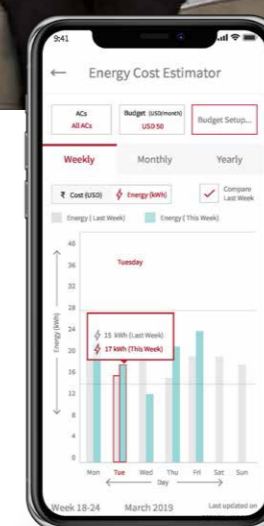 9:41
← Energy Cost Estimator
ACs
All ACs
Budget (USD/month)
USD 50
Budget Setup...
Weekly
Monthly
Yearly
₹ Cost (USD)
Energy (kWh)
Compare
Last Week
Energy ( Last Week)
Energy ( This Week)
Tuesday
15 kWh (Last Week)
17 kWh (This Week)
Energy (kWh)
40
36
32
28
24
20
16
12
8
4
0
Mon Tue Wed Thu Fri Sat Sun
Day
Week 18-24
March 2019
Last updated on